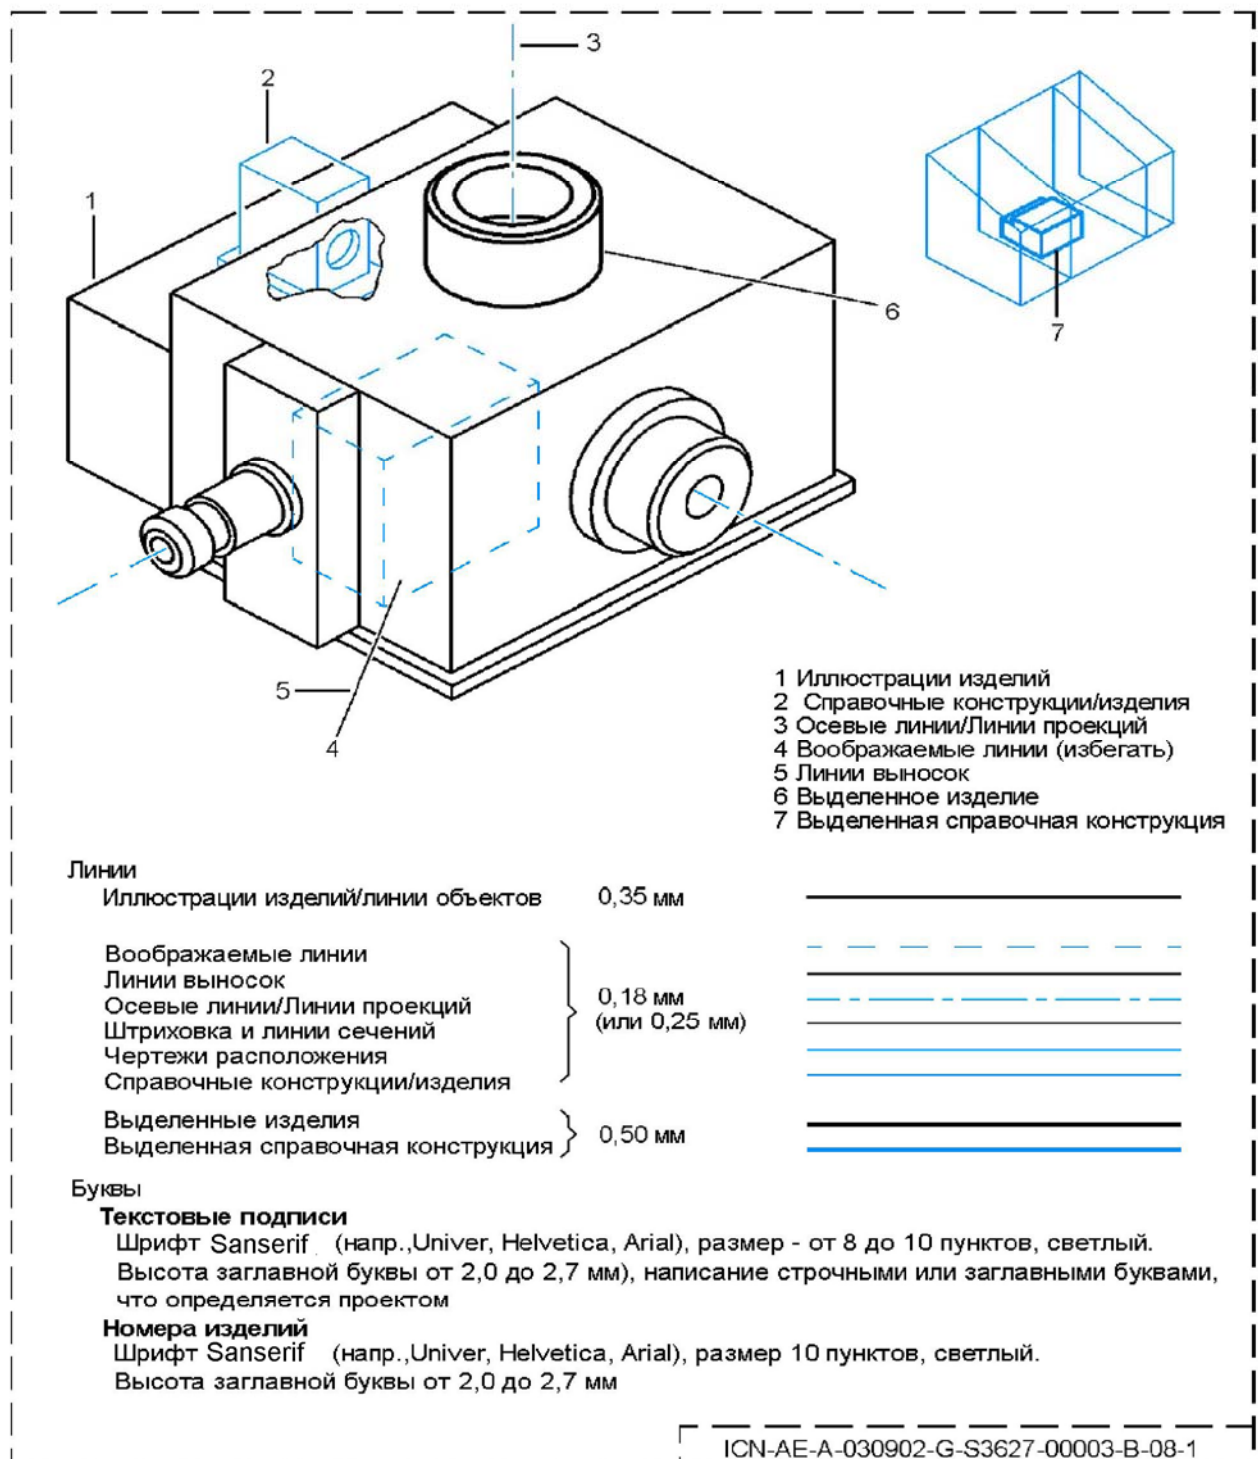 3
2
1
6
7
5
4
1 Иллюстрации изделий
2 Справочные конструкции/изделия
3 Осевые линии/Линии проекций
4 Воображаемые линии (избегать)
5 Линии выносок
6 Выделенное изделие
7 Выделенная справочная конструкция
Линии
Иллюстрации изделий/линии объектов 0,35 мм
Воображаемые линии
Линии выносок
Осевые линии/Линии проекций 0,18 мм
Штриховка и линии сечений (или 0,25 мм)
Чертежи расположения
Справочные конструкции/изделия
Выделенные изделия
Выделенная справочная конструкция 0,50 мм
Буквы
Текстовые подписи
Шрифт Sanserif (напр.,Univer, Helvetica, Arial), размер - от 8 до 10 пунктов, светлый.
Высота заглавной буквы от 2,0 до 2,7 мм), написание строчными или заглавными буквами,
что определяется проектом
Номера изделий
Шрифт Sanserif (напр.,Univer, Helvetica, Arial), размер 10 пунктов, светлый.
Высота заглавной буквы от 2,0 до 2,7 мм
ICN-AE-A-030902-G-S3627-00003-B-08-1